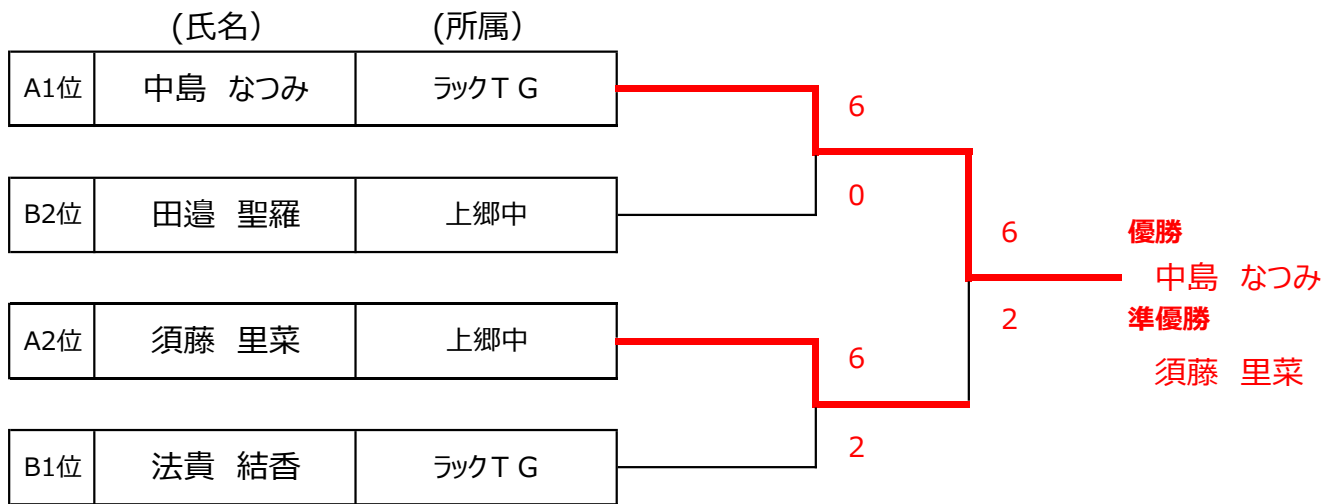 (氏名） (所属）
A1位 中島 なつみ ラックＴＧ
6
B2位 田邉 聖羅 上郷中
0
6 優勝
中島 なつみ
A2位 須藤 里菜 上郷中
2 準優勝
6
須藤 里菜
B1位 法貴 結香 ラックＴＧ
2